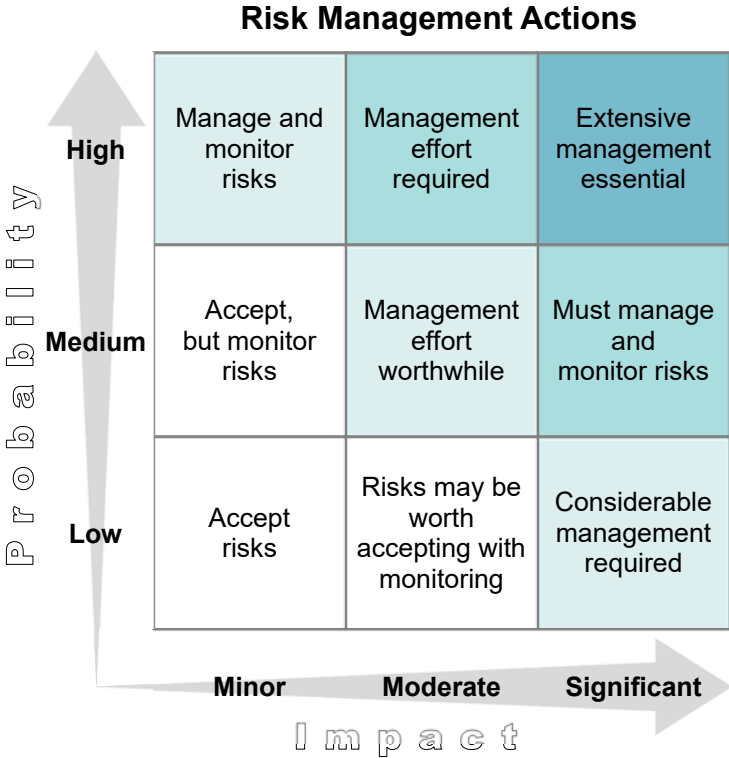 Risk Management Actions
Probability
High
Manage and
monitor
risks
Management
effort
required
Extensive
management
essential
Medium
Accept,
but monitor
risks
Management
effort
worthwhile
Must manage
and
monitor risks
Low
Accept
risks
Risks may be
worth
accepting with
monitoring
Considerable
management
required
Minor
Moderate
Significant
Impact